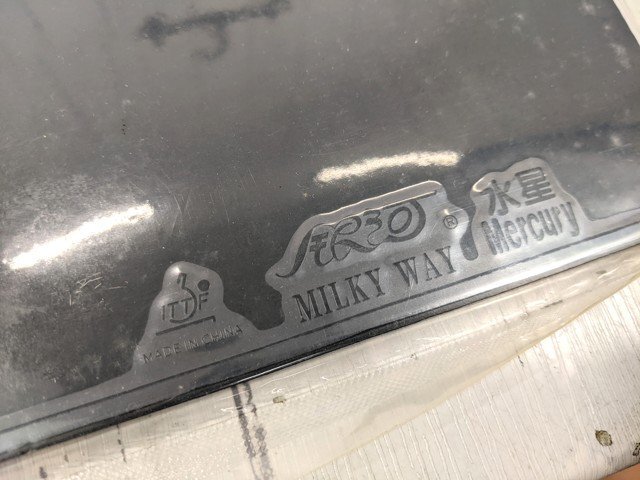 ITTF
MADE IN CHINA
MILKY WAY ®
水星
Mercury